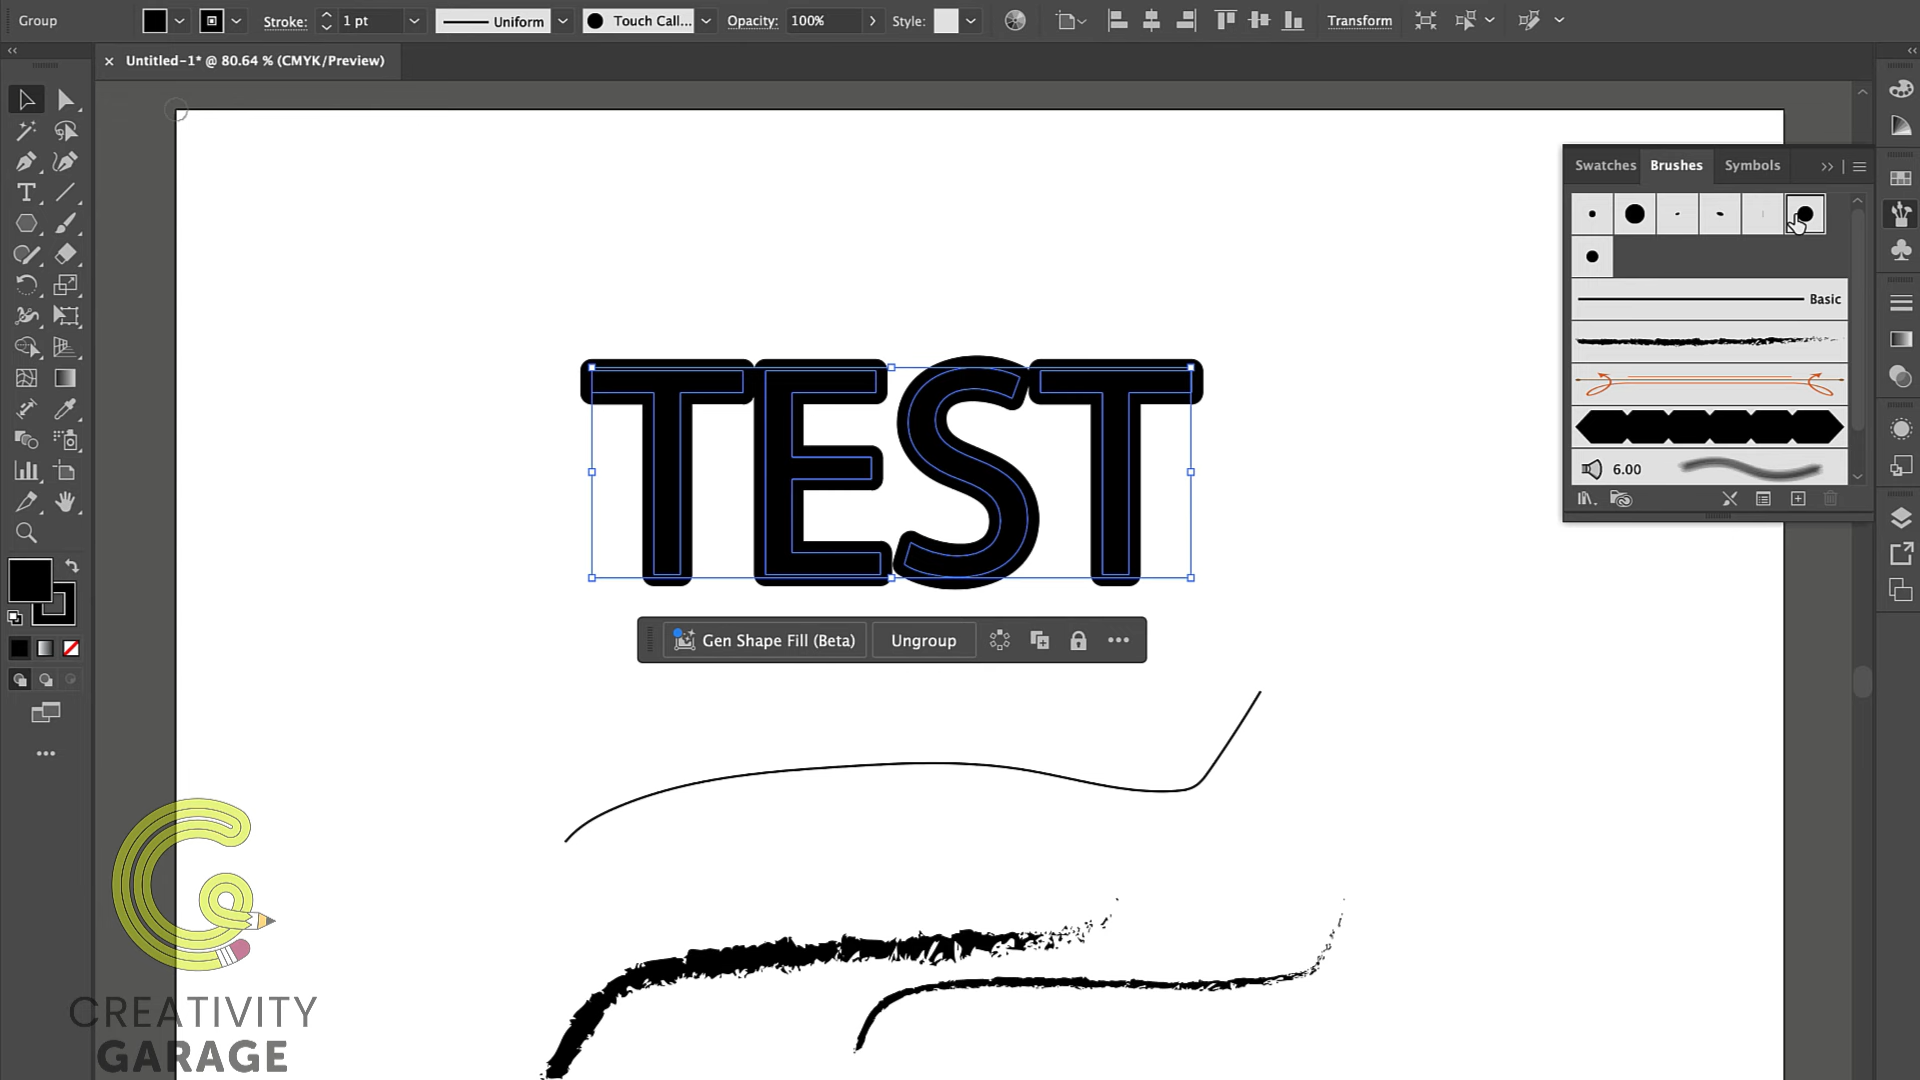 Group
Stroke:
1 pt
Uniform
Touch Call...
Opacity:
100%
Style:
Transform
Untitled-1* @ 80.64 % (CMYK/Preview)
Swatches
Brushes
Symbols
Basic
6.00
TEST
Gen Shape Fill (Beta)
Ungroup
CREATIVITY
GARAGE